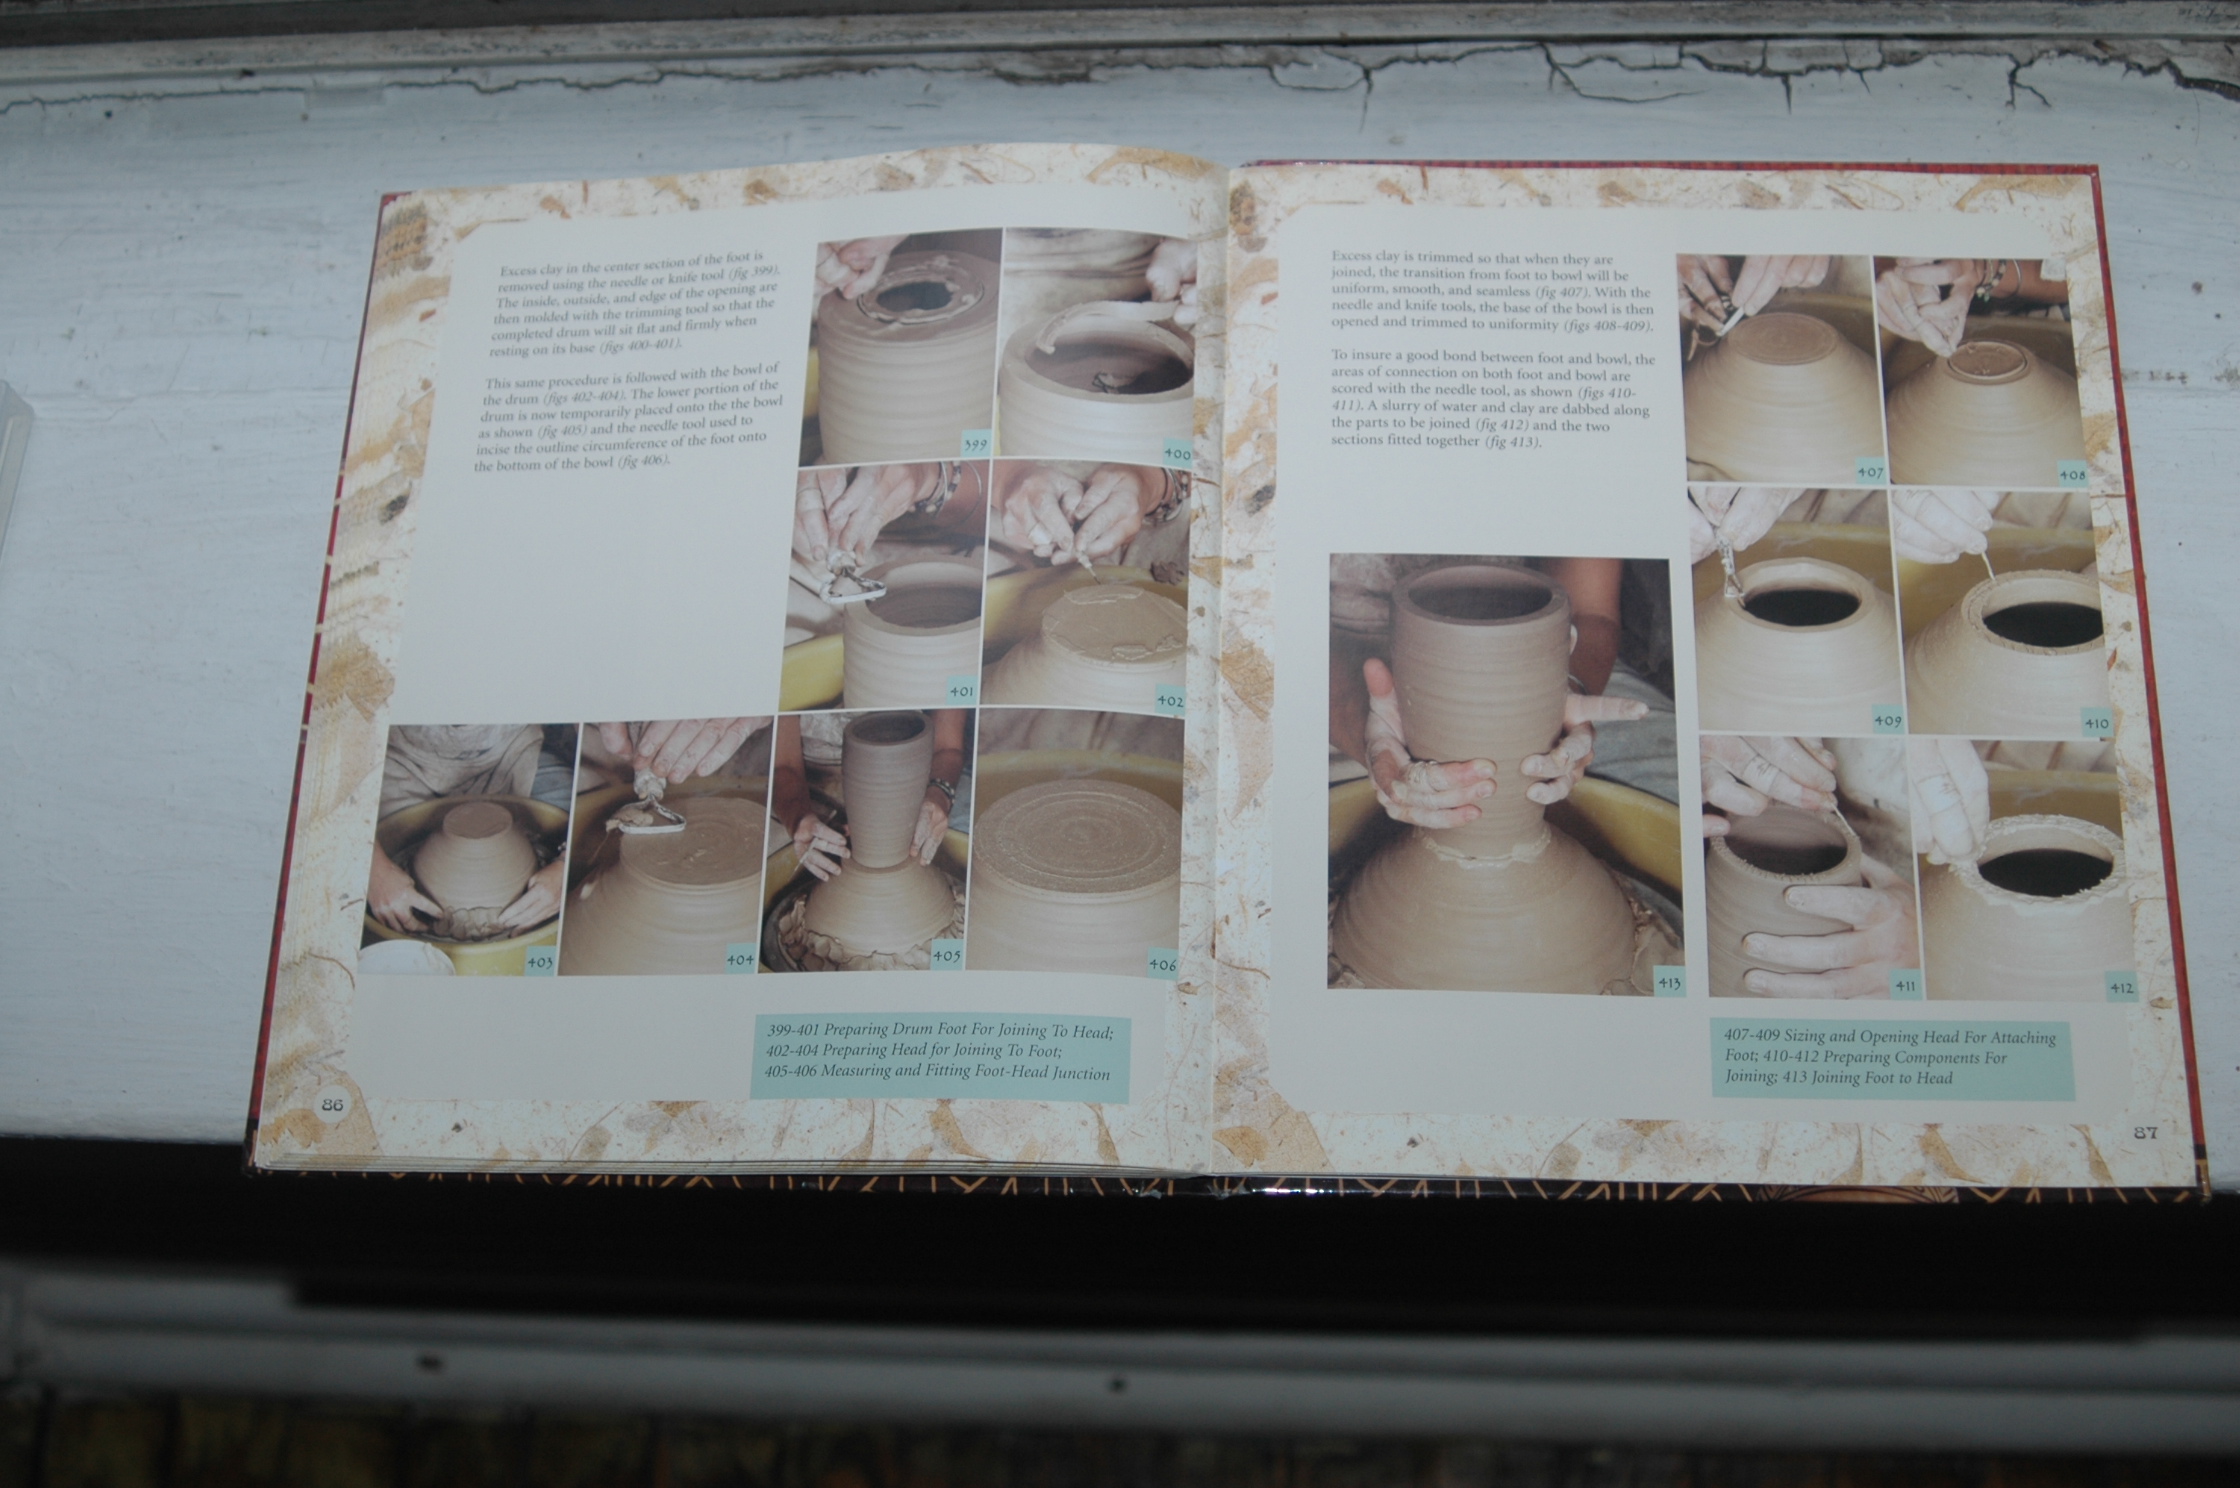 Excess clay in the center section of the foot is
removed using the needle or knife tool (fig 399).
The inside, outside, and edge of the opening are
then molded with the trimming tool so that the
completed drum will sit flat and firmly when
resting on its base (figs 400-401).
This same procedure is followed with the bowl of
the drum (figs 402-404). The lower portion of the
drum is now temporarily placed onto the the bowl
as shown (fig 405) and the needle tool used to
incise the outline circumference of the foot onto
the bottom of the bowl (fig 406).
399
400
401
402
403
404
405
406
399-401 Preparing Drum Foot For Joining To Head;
402-404 Preparing Head for Joining To Foot;
405-406 Measuring and Fitting Foot-Head Junction
86
Excess clay is trimmed so that when they are
joined, the transition from foot to bowl will be
uniform, smooth, and seamless (fig 407). With the
needle and knife tools, the base of the bowl is then
opened and trimmed to uniformity (figs 408-409).
To insure a good bond between foot and bowl, the
areas of connection on both foot and bowl are
scored with the needle tool, as shown (figs 410-
411). A slurry of water and clay are dabbed along
the parts to be joined (fig 412) and the two
sections fitted together (fig 413).
407
408
409
410
413
411
412
407-409 Sizing and Opening Head For Attaching
Foot; 410-412 Preparing Components For
Joining; 413 Joining Foot to Head
87